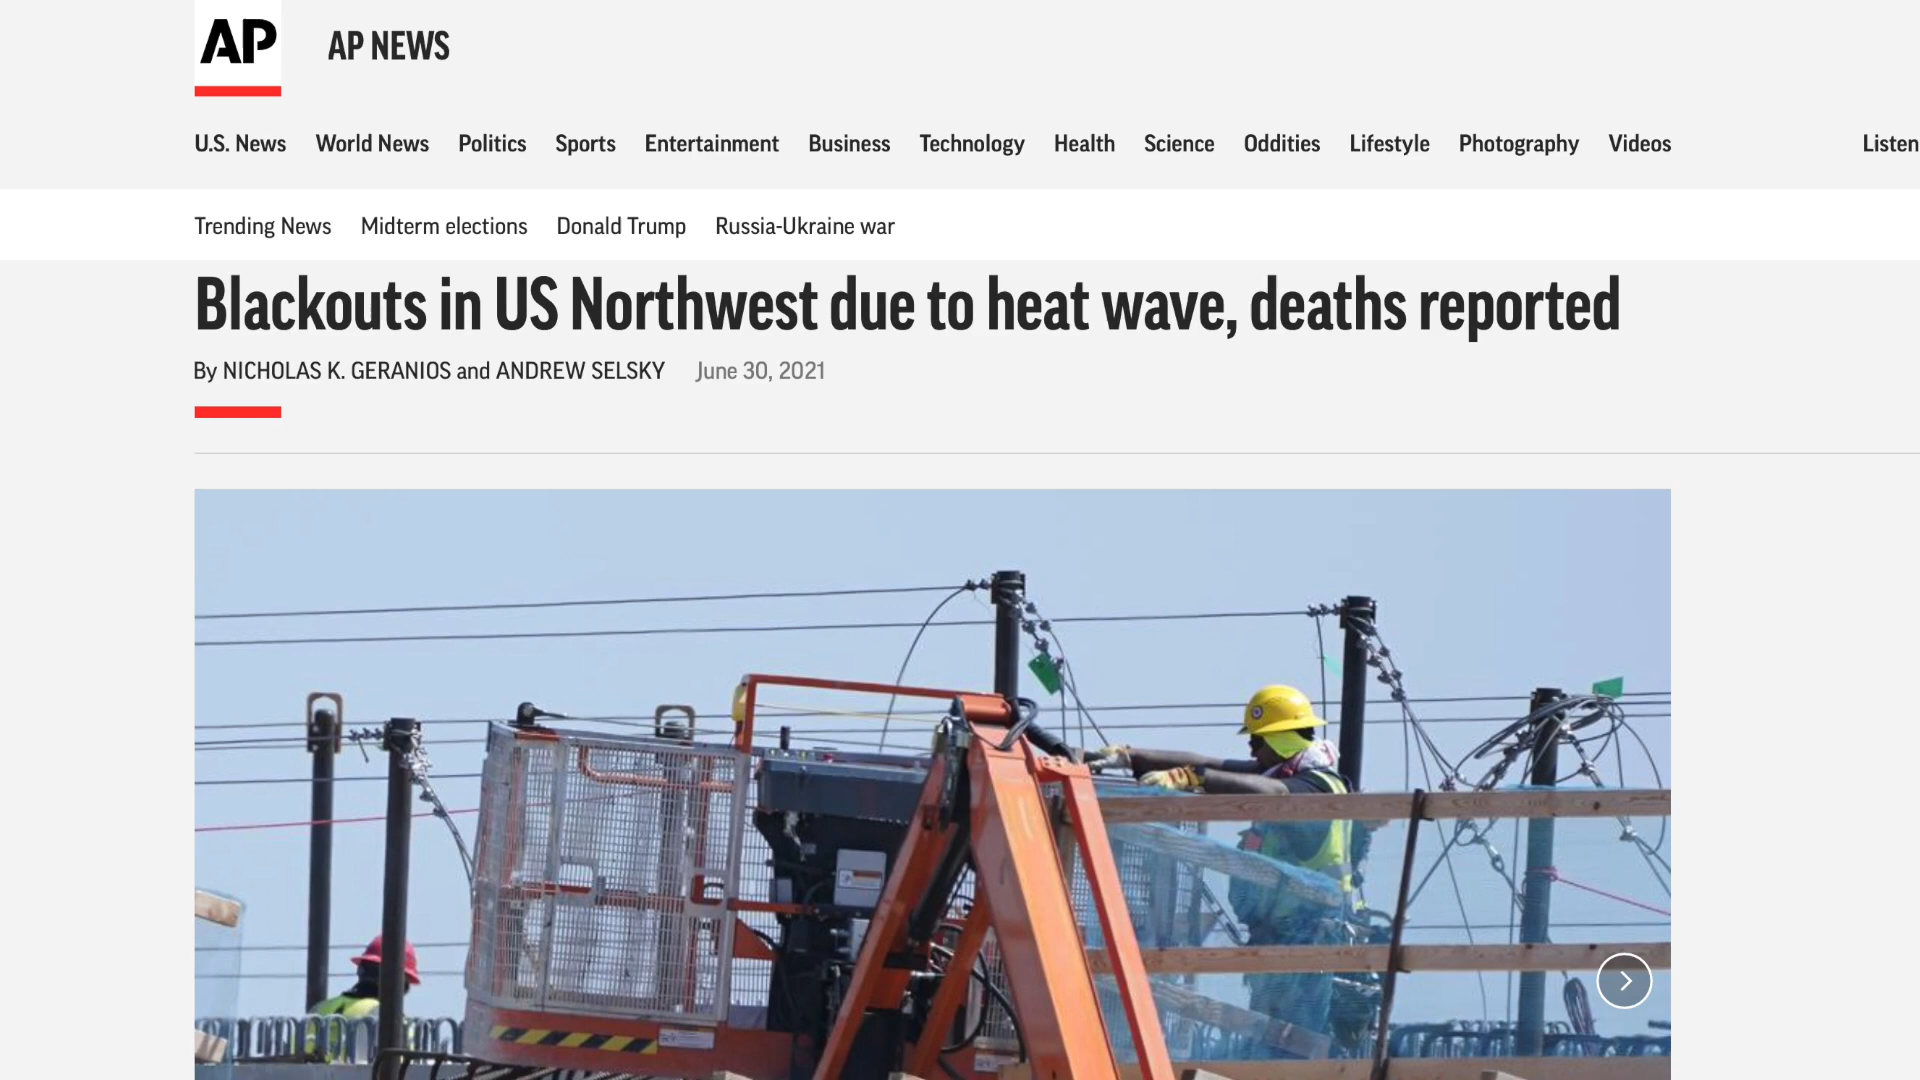 AP AP NEWS
U.S. News World News Politics Sports Entertainment Business Technology Health Science Oddities Lifestyle Photography Videos Listen
Trending News Midterm elections Donald Trump Russia-Ukraine war
Blackouts in US Northwest due to heat wave, deaths reported
By NICHOLAS K. GERANIOS and ANDREW SELSKY June 30, 2021